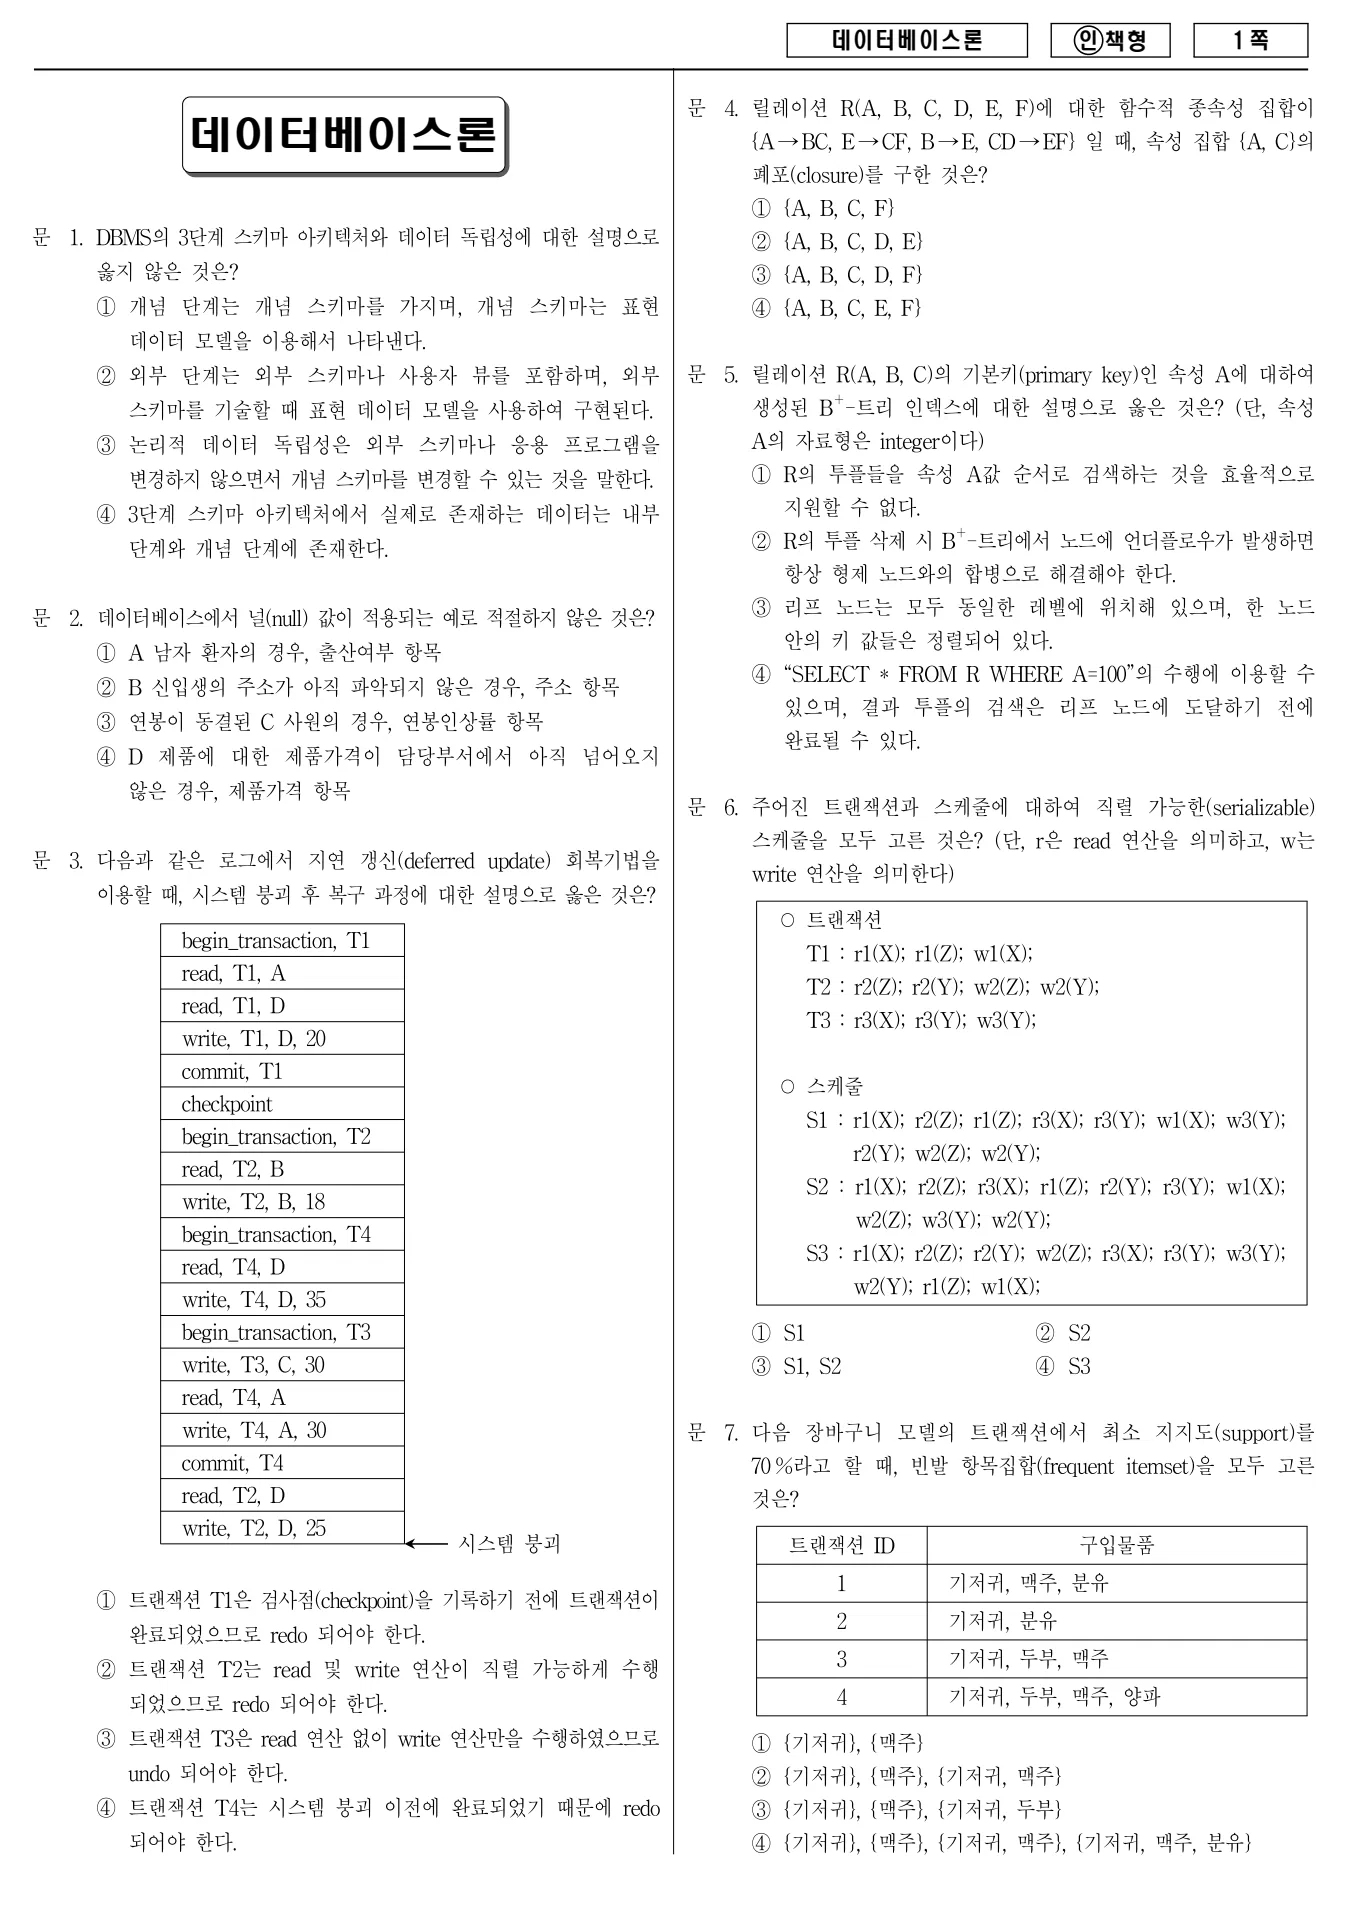 데이터베이스론 ㉑책형 1쪽
데이터베이스론
문 1. DBMS의 3단계 스키마 아키텍처와 데이터 독립성에 대한 설명으로
옳지 않은 것은?
① 개념 단계는 개념 스키마를 가지며, 개념 스키마는 표현
데이터 모델을 이용해서 나타낸다.
② 외부 단계는 외부 스키마나 사용자 뷰를 포함하며, 외부
스키마를 기술할 때 표현 데이터 모델을 사용하여 구현된다.
③ 논리적 데이터 독립성은 외부 스키마나 응용 프로그램을
변경하지 않으면서 개념 스키마를 변경할 수 있는 것을 말한다.
④ 3단계 스키마 아키텍처에서 실제로 존재하는 데이터는 내부
단계와 개념 단계에 존재한다.
문 2. 데이터베이스에서 널(null) 값이 적용되는 예로 적절하지 않은 것은?
① A 남자 환자의 경우, 출산여부 항목
② B 신입생의 주소가 아직 파악되지 않은 경우, 주소 항목
③ 연봉이 동결된 C 사원의 경우, 연봉인상률 항목
④ D 제품에 대한 제품가격이 담당부서에서 아직 넘어오지
않은 경우, 제품가격 항목
문 3. 다음과 같은 로그에서 지연 갱신(deferred update) 회복기법을
이용할 때, 시스템 붕괴 후 복구 과정에 대한 설명으로 옳은 것은?
begin_transaction, T1
read, T1, A
read, T1, D
write, T1, D, 20
commit, T1
checkpoint
begin_transaction, T2
read, T2, B
write, T2, B, 18
begin_transaction, T4
read, T4, D
write, T4, D, 35
begin_transaction, T3
write, T3, C, 30
read, T4, A
write, T4, A, 30
commit, T4
read, T2, D
write, T2, D, 25
시스템 붕괴
① 트랜잭션 T1은 검사점(checkpoint)을 기록하기 전에 트랜잭션이
완료되었으므로 redo 되어야 한다.
② 트랜잭션 T2는 read 및 write 연산이 직렬 가능하게 수행
되었으므로 redo 되어야 한다.
③ 트랜잭션 T3은 read 연산 없이 write 연산만을 수행하였으므로
undo 되어야 한다.
④ 트랜잭션 T4는 시스템 붕괴 이전에 완료되었기 때문에 redo
되어야 한다.
문 4. 릴레이션 R(A, B, C, D, E, F)에 대한 함수적 종속성 집합이
{A→BC, E→CF, B→E, CD→EF} 일 때, 속성 집합 {A, C}의
폐포(closure)를 구한 것은?
① {A, B, C, F}
② {A, B, C, D, E}
③ {A, B, C, D, F}
④ {A, B, C, E, F}
문 5. 릴레이션 R(A, B, C)의 기본키(primary key)인 속성 A에 대하여
생성된 B⁺-트리 인덱스에 대한 설명으로 옳은 것은? (단, 속성
A의 자료형은 integer이다)
① R의 투플들을 속성 A값 순서로 검색하는 것을 효율적으로
지원할 수 없다.
② R의 투플 삭제 시 B⁺-트리에서 노드에 언더플로우가 발생하면
항상 형제 노드와의 합병으로 해결해야 한다.
③ 리프 노드는 모두 동일한 레벨에 위치해 있으며, 한 노드
안의 키 값들은 정렬되어 있다.
④ “SELECT * FROM R WHERE A=100”의 수행에 이용할 수
있으며, 결과 투플의 검색은 리프 노드에 도달하기 전에
완료될 수 있다.
문 6. 주어진 트랜잭션과 스케줄에 대하여 직렬 가능한(serializable)
스케줄을 모두 고른 것은? (단, r은 read 연산을 의미하고, w는
write 연산을 의미한다)
○ 트랜잭션
T1 : r1(X); r1(Z); w1(X);
T2 : r2(Z); r2(Y); w2(Z); w2(Y);
T3 : r3(X); r3(Y); w3(Y);
○ 스케줄
S1 : r1(X); r2(Z); r1(Z); r3(X); r3(Y); w1(X); w3(Y);
r2(Y); w2(Z); w2(Y);
S2 : r1(X); r2(Z); r3(X); r1(Z); r2(Y); r3(Y); w1(X);
w2(Z); w3(Y); w2(Y);
S3 : r1(X); r2(Z); r2(Y); w2(Z); r3(X); r3(Y); w3(Y);
w2(Y); r1(Z); w1(X);
① S1 ② S2
③ S1, S2 ④ S3
문 7. 다음 장바구니 모델의 트랜잭션에서 최소 지지도(support)를
70 %라고 할 때, 빈발 항목집합(frequent itemset)을 모두 고른
것은?
트랜잭션 ID 구입물품
1 기저귀, 맥주, 분유
2 기저귀, 분유
3 기저귀, 두부, 맥주
4 기저귀, 두부, 맥주, 양파
① {기저귀}, {맥주}
② {기저귀}, {맥주}, {기저귀, 맥주}
③ {기저귀}, {맥주}, {기저귀, 두부}
④ {기저귀}, {맥주}, {기저귀, 맥주}, {기저귀, 맥주, 분유}